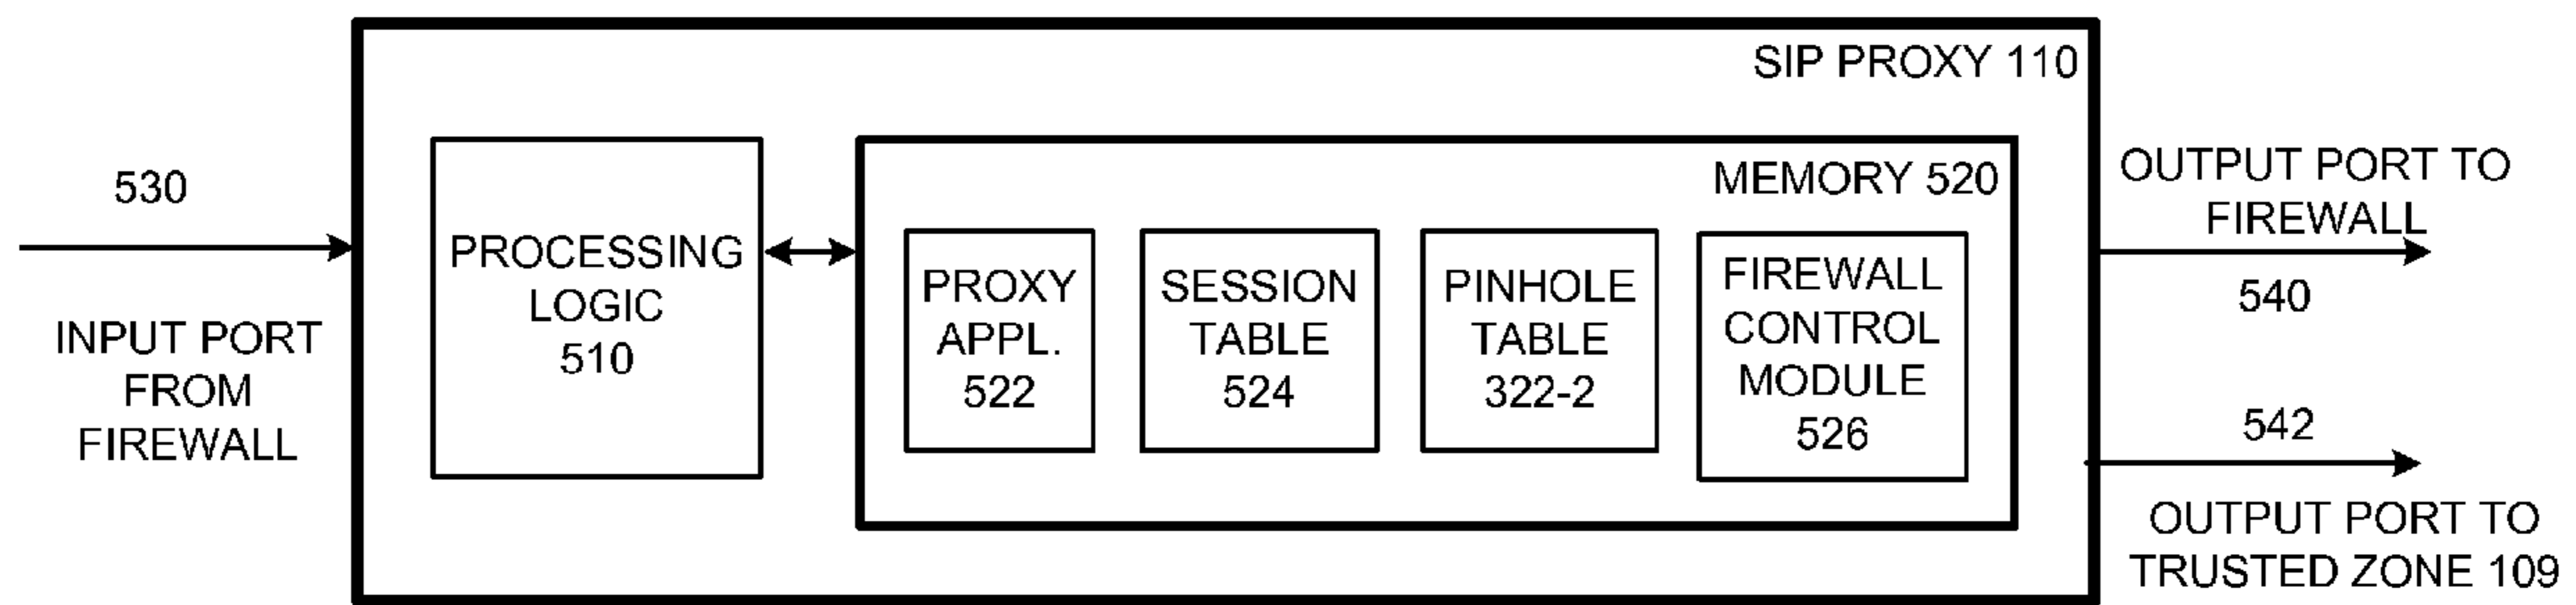 SIP PROXY 110
530
INPUT PORT
FROM
FIREWALL
PROCESSING
LOGIC
510
MEMORY 520
PROXY
APPL.
522
SESSION
TABLE
524
PINHOLE
TABLE
322-2
FIREWALL
CONTROL
MODULE
526
OUTPUT PORT TO
FIREWALL
540
542
OUTPUT PORT TO
TRUSTED ZONE 109